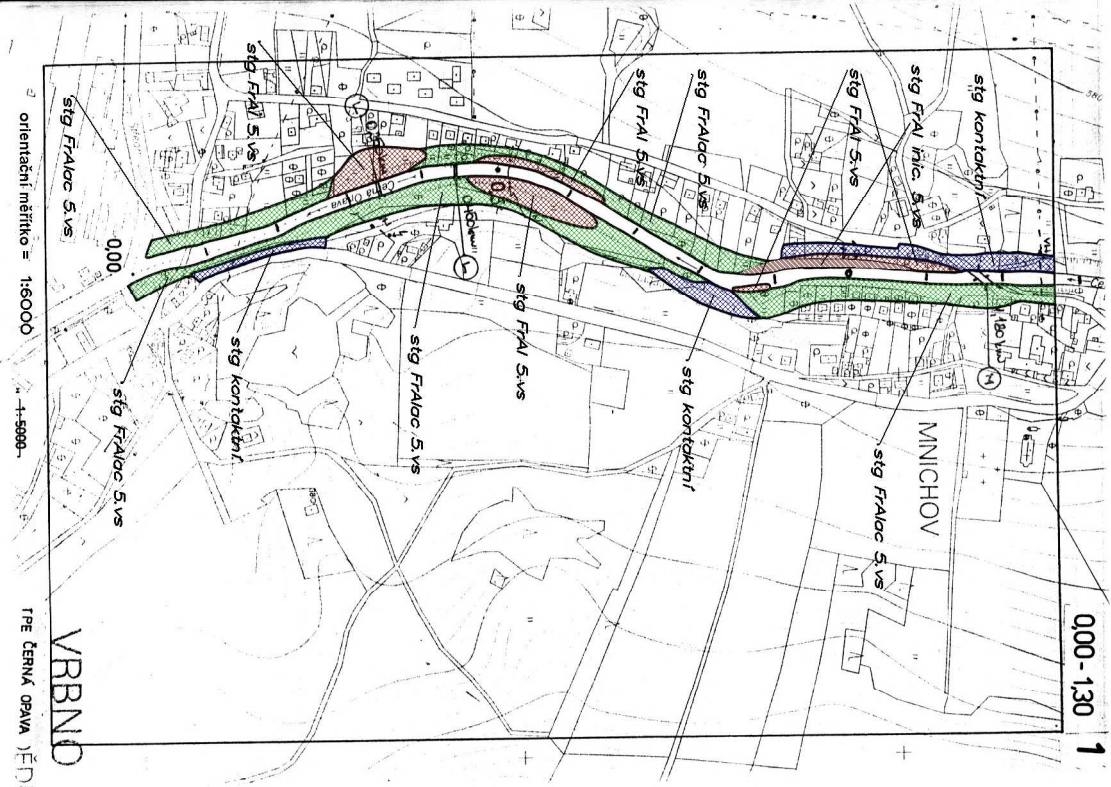 0,00-1,30 1
stg kontaktní
stg FrAl inic. 5.vs
stg FrAl 5.vs
stg FrAlac 5.vs
stg FrAl 5.vs
stg FrAl 5.vs
stg FrAlac 5.vs
Černá Opava
0,00
stg FrAlac 5.vs
stg kontaktní
stg FrAlac 5.vs
stg FrAl 5.vs
stg kontaktní
stg FrAlac 5.vs
MNICHOV
VRBNO
orientační měřítko = 1:6000
1:5000
TPE ČERNÁ OPAVA